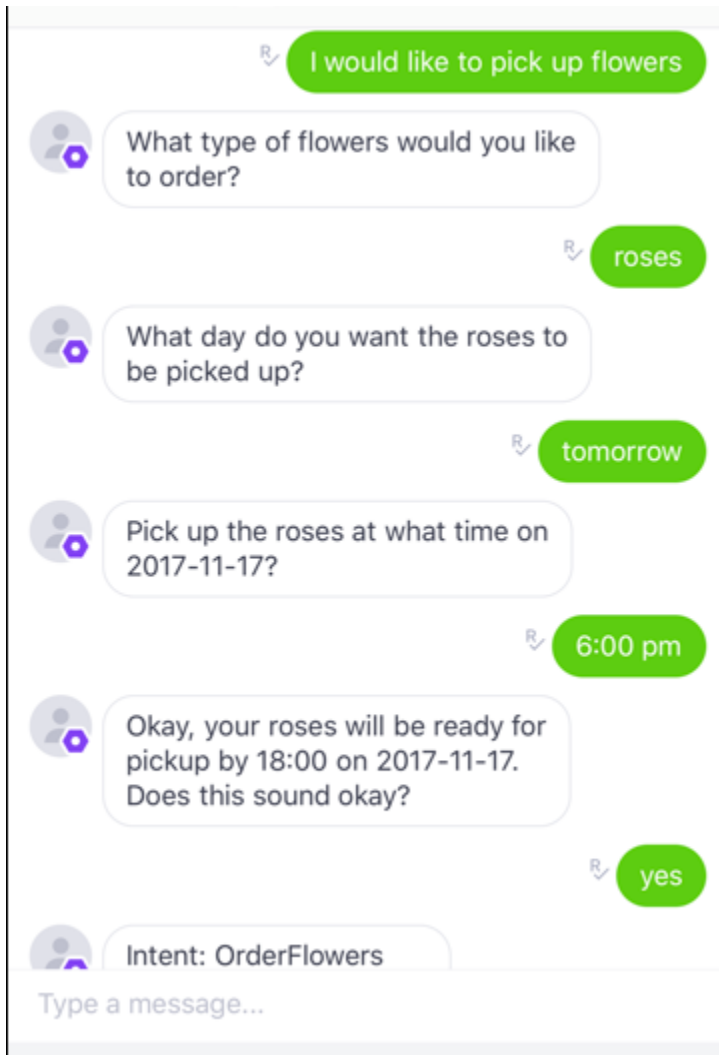 I would like to pick up flowers
What type of flowers would you like
to order?
roses
What day do you want the roses to
be picked up?
tomorrow
Pick up the roses at what time on
2017-11-17?
6:00 pm
Okay, your roses will be ready for
pickup by 18:00 on 2017-11-17.
Does this sound okay?
yes
Intent: OrderFlowers
Type a message...